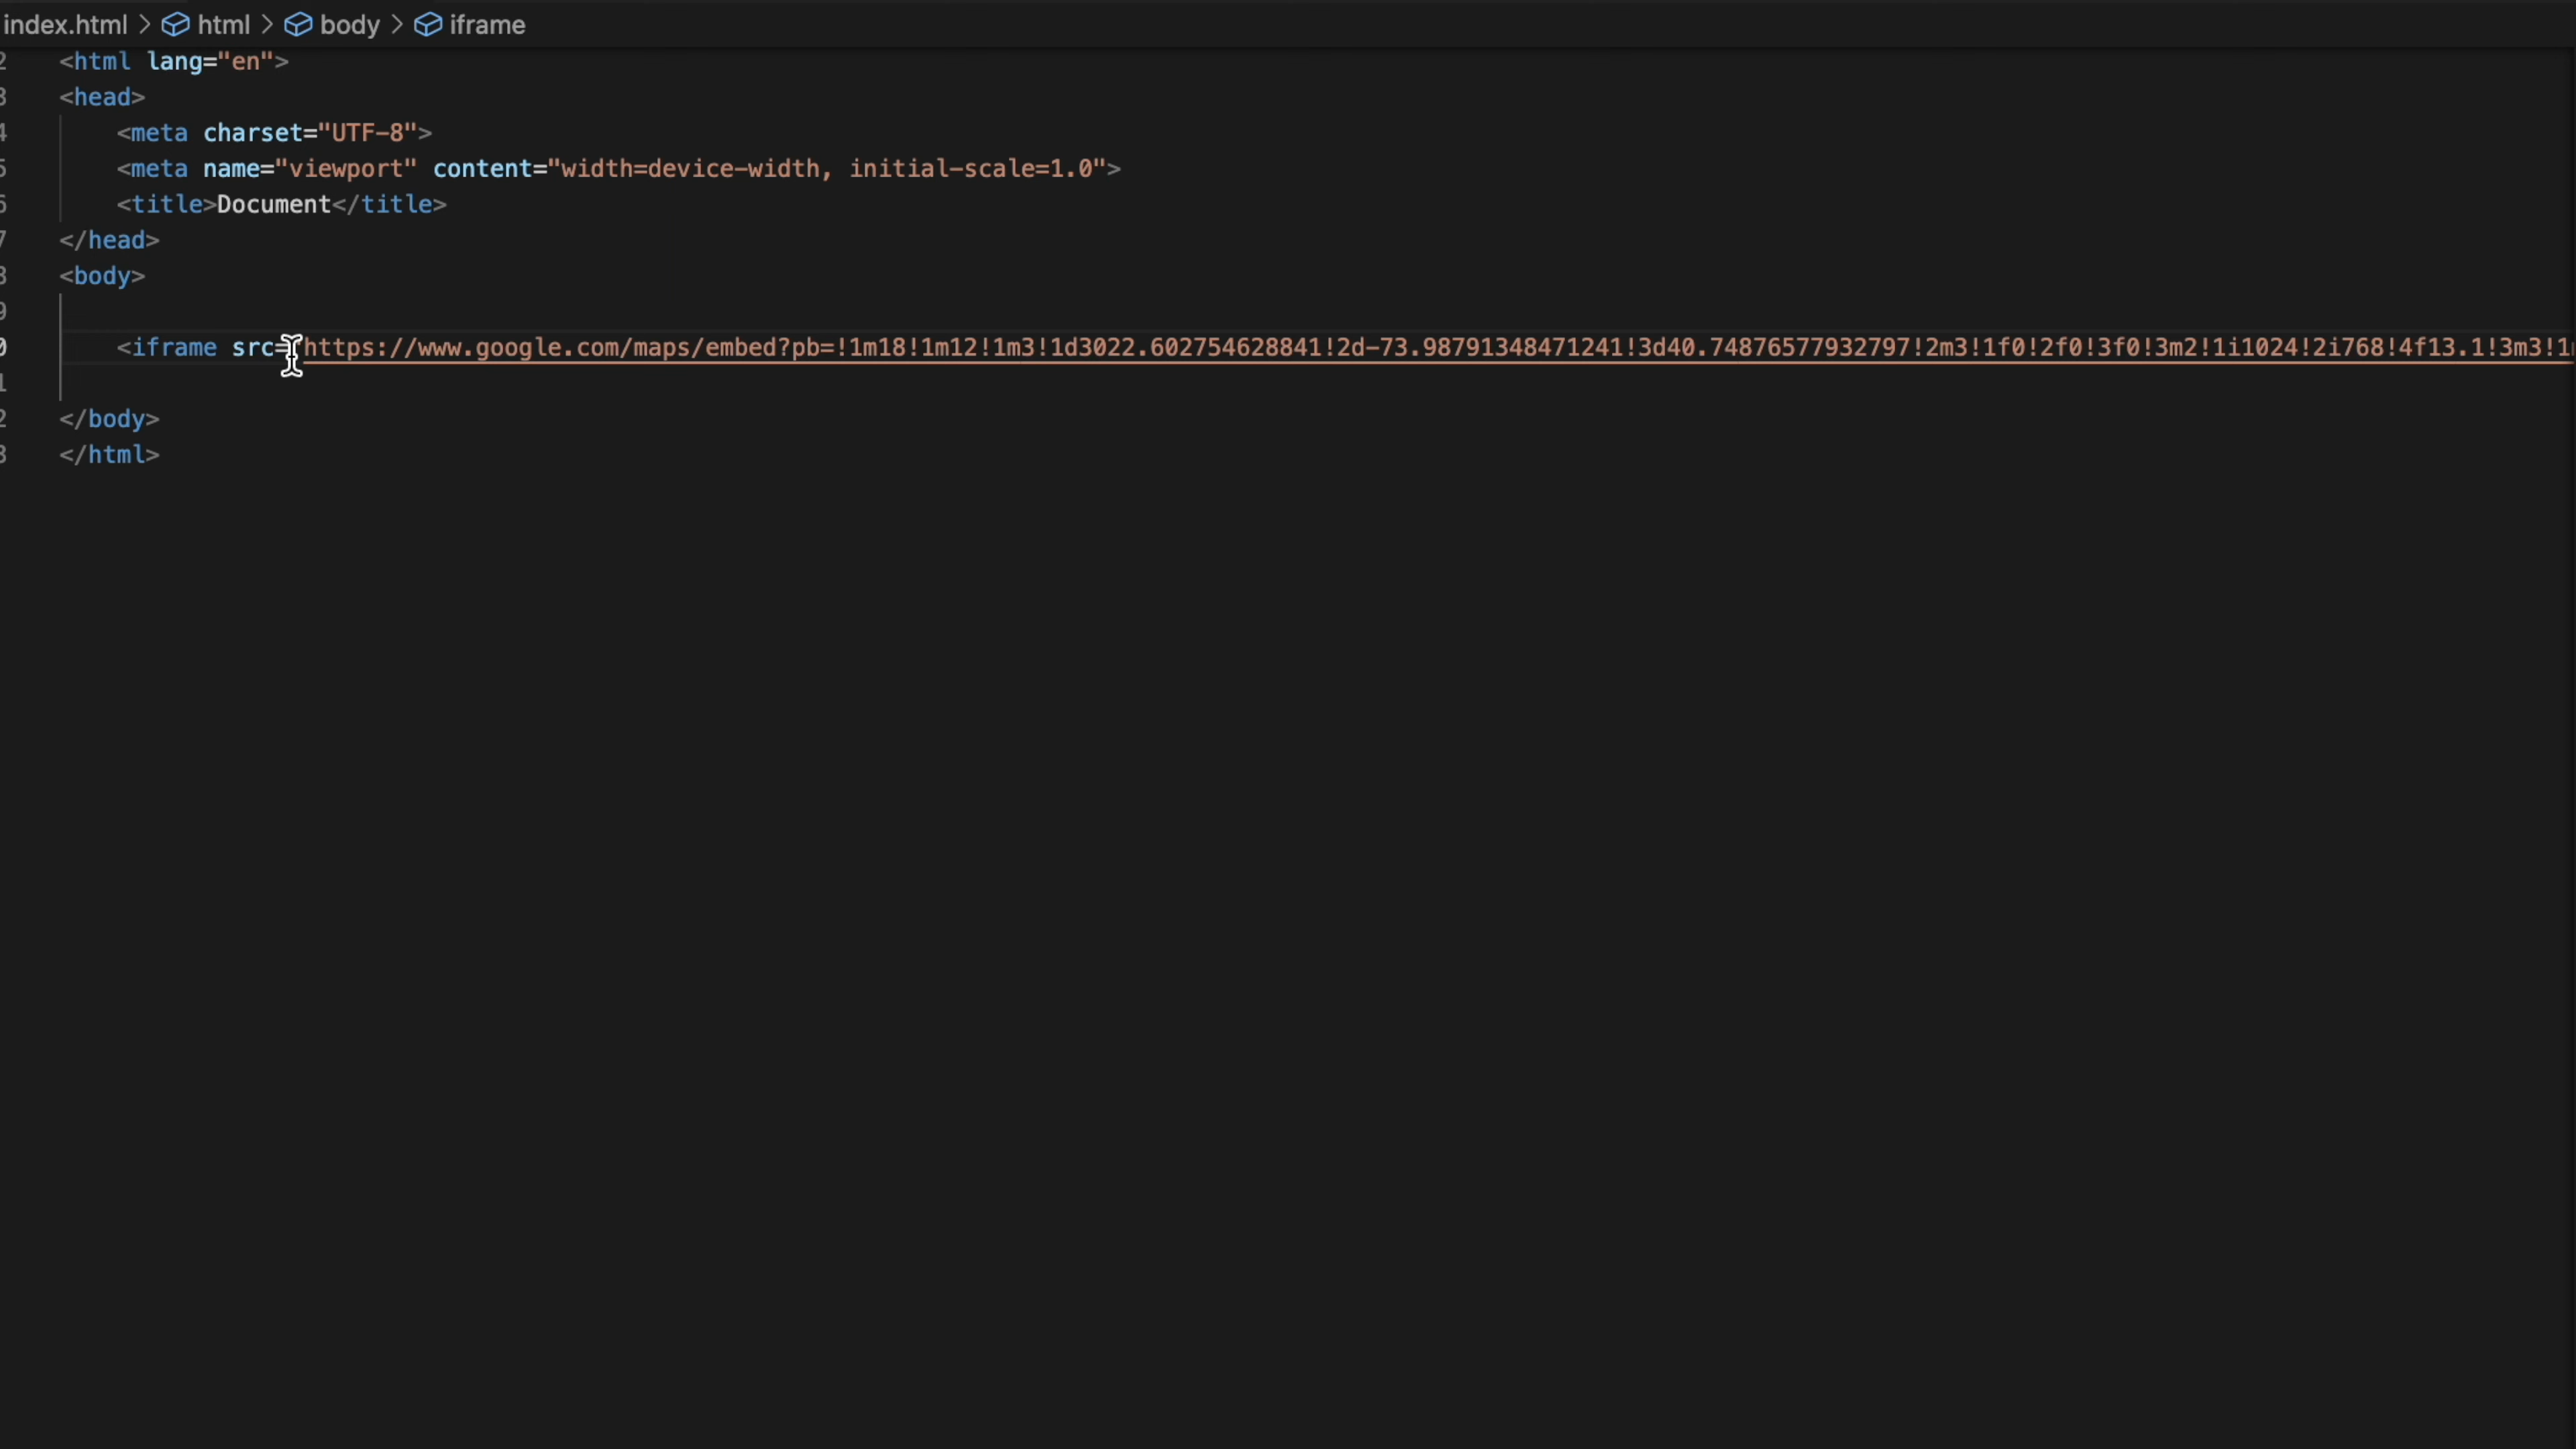 index.html > html > body > iframe
2 <html lang="en">
3 <head>
4 <meta charset="UTF-8">
5 <meta name="viewport" content="width=device-width, initial-scale=1.0">
6 <title>Document</title>
7 </head>
8 <body>
9
0 <iframe src="https://www.google.com/maps/embed?pb=!1m18!1m12!1m3!1d3022.602754628841!2d-73.98791348471241!3d40.74876577932797!2m3!1f0!2f0!3f0!3m2!1i1024!2i768!4f13.1!3m3!1
1
2 </body>
3 </html>